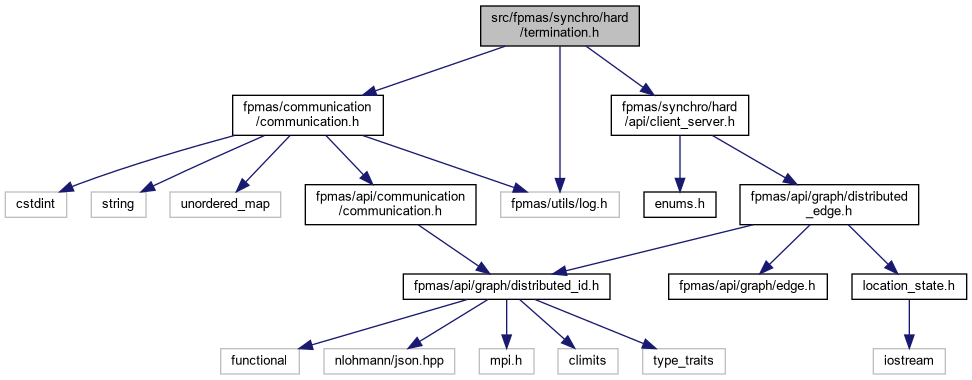 src/fpmas/synchro/hard
/termination.h
fpmas/communication
/communication.h
fpmas/synchro/hard
/api/client_server.h
cstdint
string
unordered_map
fpmas/api/communication
/communication.h
fpmas/utils/log.h
enums.h
fpmas/api/graph/distributed
_edge.h
fpmas/api/graph/distributed_id.h
fpmas/api/graph/edge.h
location_state.h
functional
nlohmann/json.hpp
mpi.h
climits
type_traits
iostream